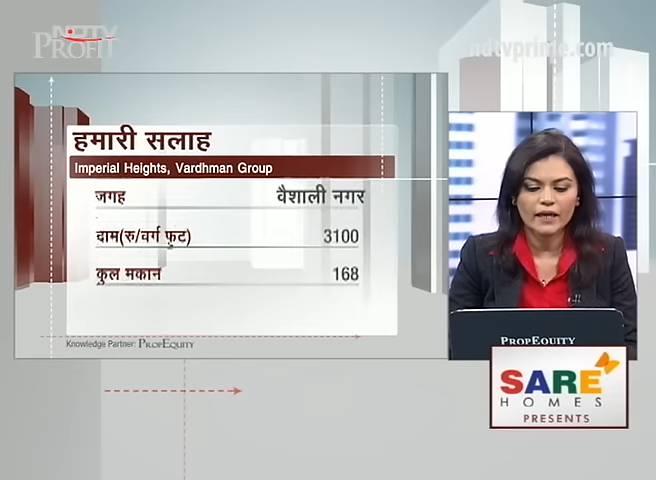 NDTV
PROFIT
ndtvprime.com
हमारी सलाह
Imperial Heights, Vardhman Group
जगह वैशाली नगर
दाम(रु/वर्ग फुट) 3100
कुल मकान 168
Knowledge Partner: PROPEQUITY
PROPEQUITY
SARE
HOMES
PRESENTS